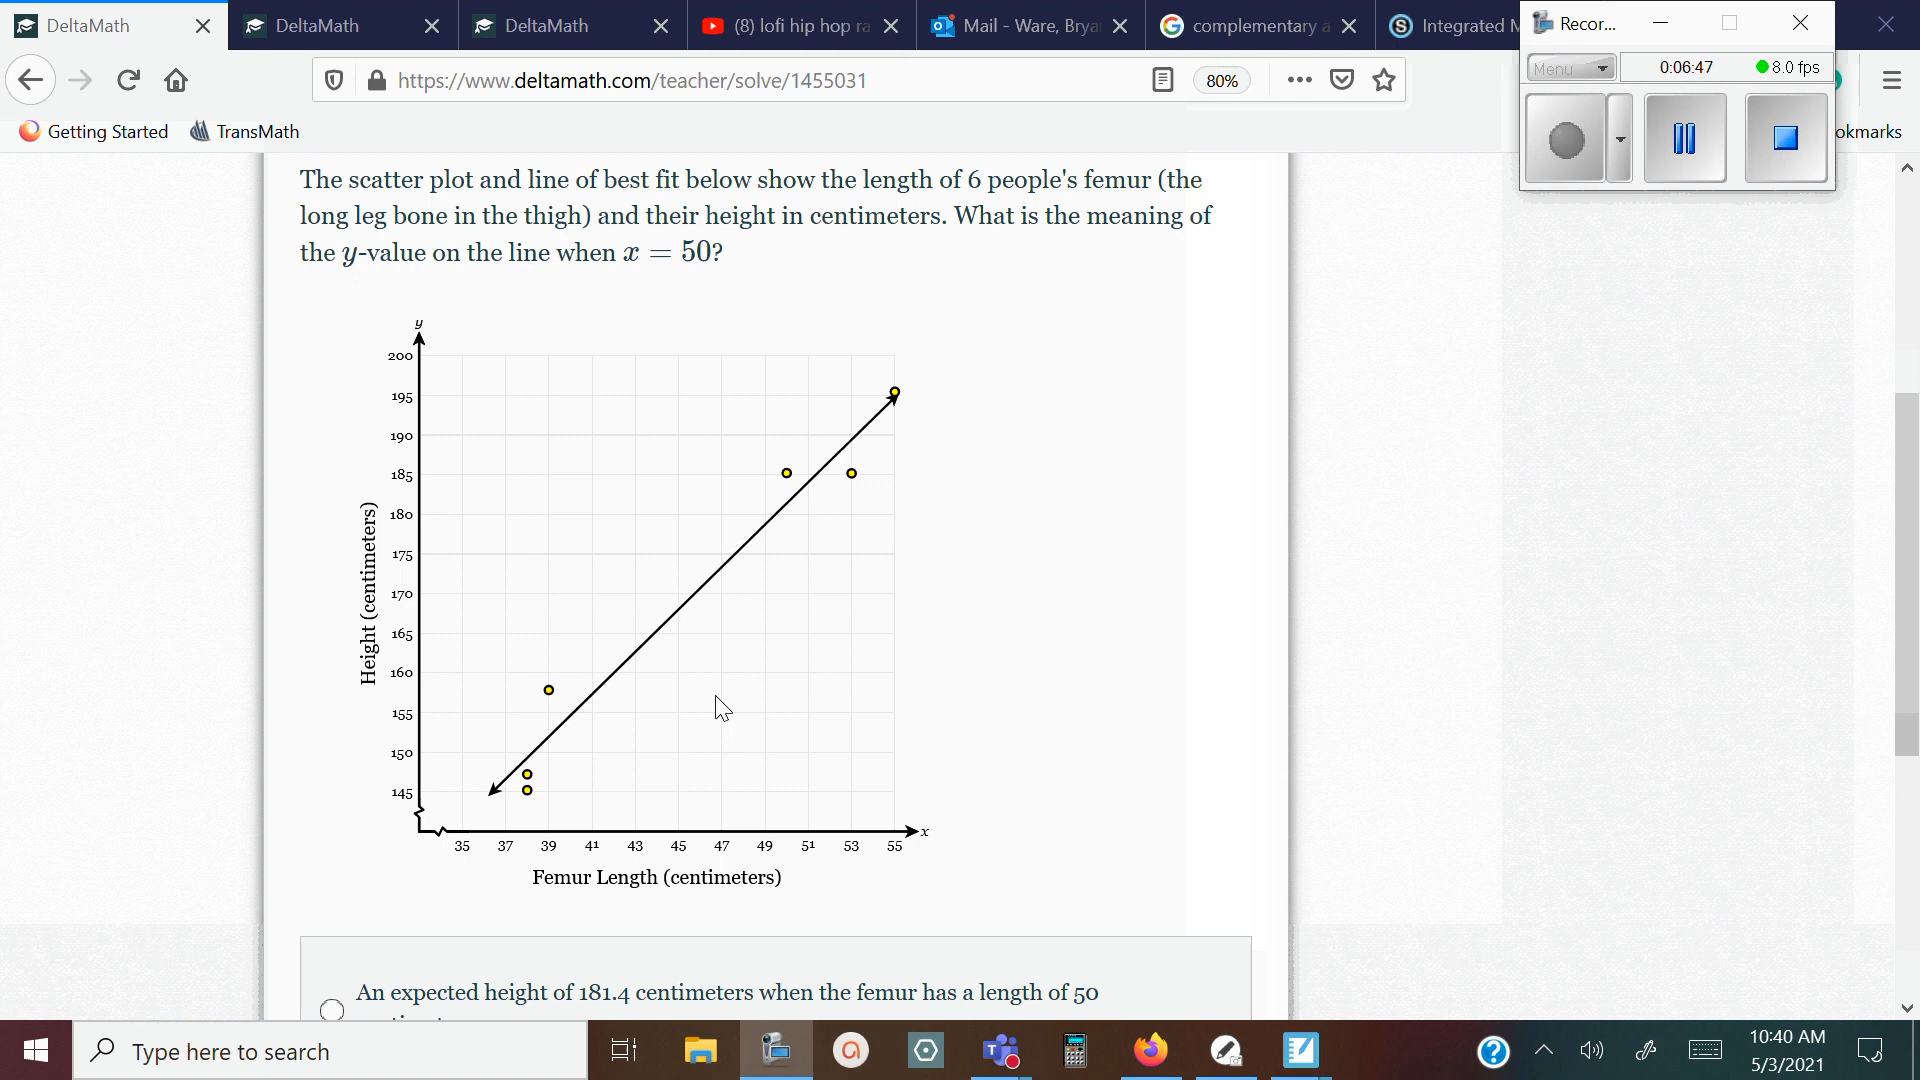 DeltaMath
DeltaMath
DeltaMath
(8) lofi hip hop ra
Mail - Ware, Brya
complementary a
Integrated M
Recor...
Menu
0:06:47
8.0 fps
https://www.deltamath.com/teacher/solve/1455031
80%
Getting Started
TransMath
okmarks
The scatter plot and line of best fit below show the length of 6 people's femur (the
long leg bone in the thigh) and their height in centimeters. What is the meaning of
the y-value on the line when x = 50?
y
200
195
190
185
180
175
170
165
160
155
150
145
Height (centimeters)
x
35 37 39 41 43 45 47 49 51 53 55
Femur Length (centimeters)
An expected height of 181.4 centimeters when the femur has a length of 50
Type here to search
10:40 AM
5/3/2021